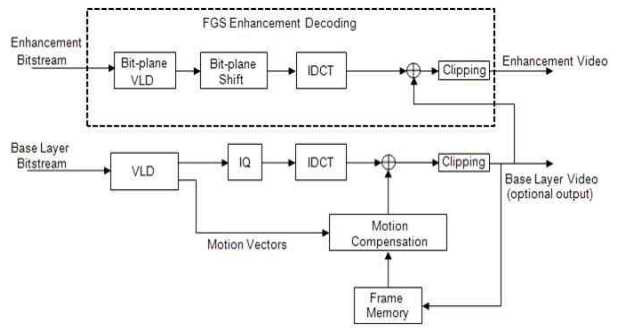 FGS Enhancement Decoding
Enhancement
Bitstream
Bit-plane
VLD
Bit-plane
Shift
IDCT
Clipping
Enhancement Video
Base Layer
Bitstream
VLD
IQ
IDCT
Clipping
Base Layer Video
(optional output)
Motion Vectors
Motion
Compensation
Frame
Memory